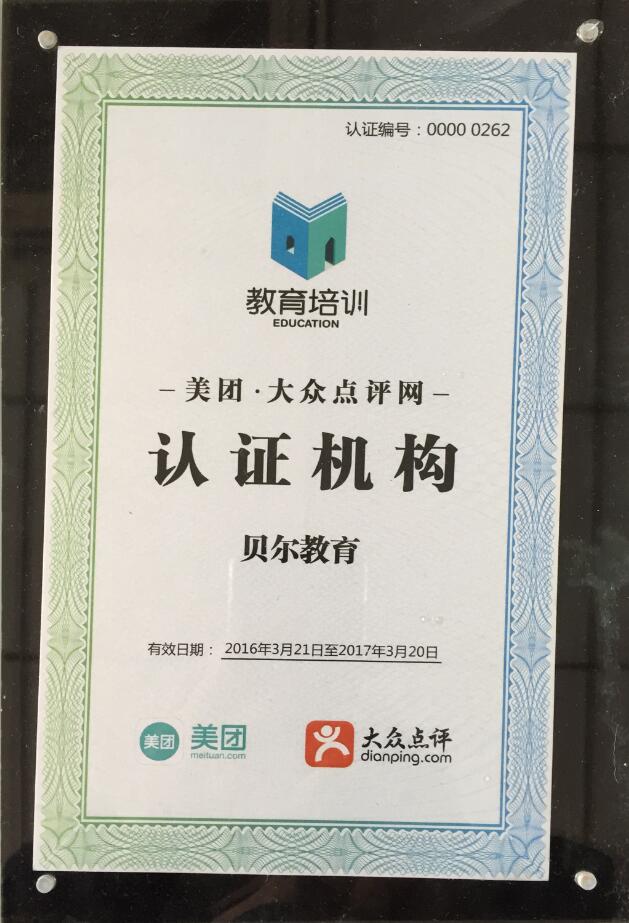 认证编号：0000 0262
教育培训
EDUCATION
美团·大众点评网
认证机构
贝尔教育
有效日期： 2016年3月21日至2017年3月20日
美团 美团
meituan.com
大众点评
dianping.com